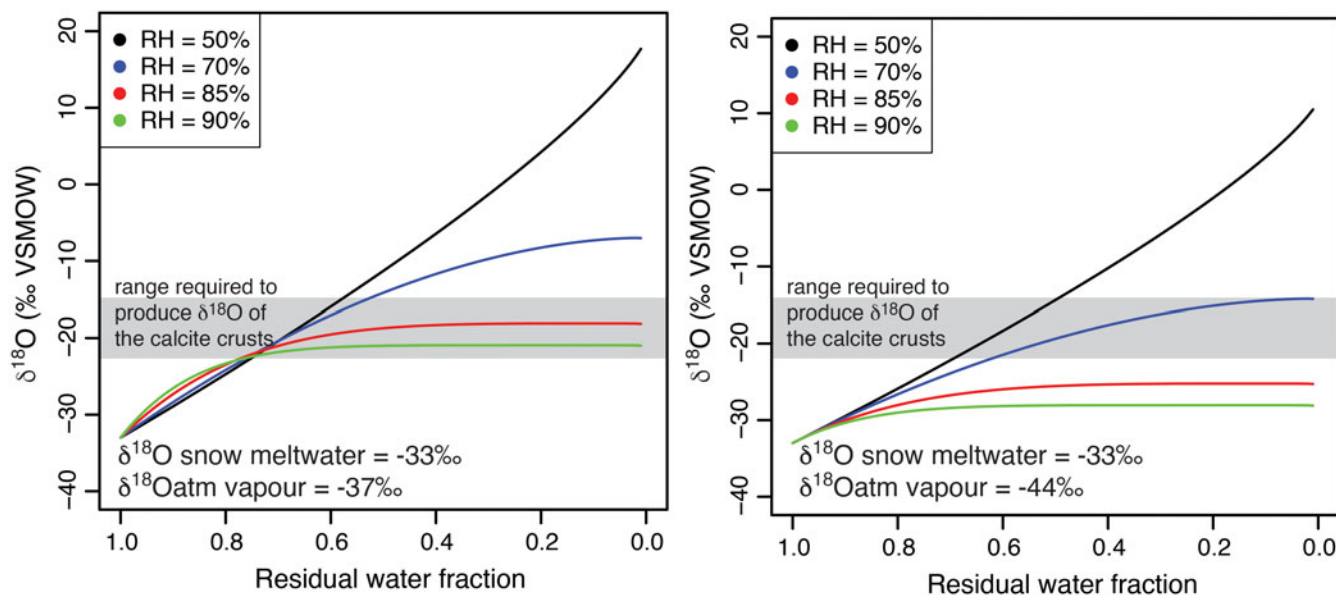 RH = 50%
RH = 70%
RH = 85%
RH = 90%
range required to
produce δ¹⁸O of
the calcite crusts
δ¹⁸O snow meltwater = -33‰
δ¹⁸Oatm vapour = -37‰
δ¹⁸O (‰ VSMOW)
20
10
0
−10
−20
−30
−40
1.0 0.8 0.6 0.4 0.2 0.0
Residual water fraction
RH = 50%
RH = 70%
RH = 85%
RH = 90%
range required to
produce δ¹⁸O of
the calcite crusts
δ¹⁸O snow meltwater = -33‰
δ¹⁸Oatm vapour = -44‰
δ¹⁸O (‰ VSMOW)
20
10
0
−10
−20
−30
−40
1.0 0.8 0.6 0.4 0.2 0.0
Residual water fraction